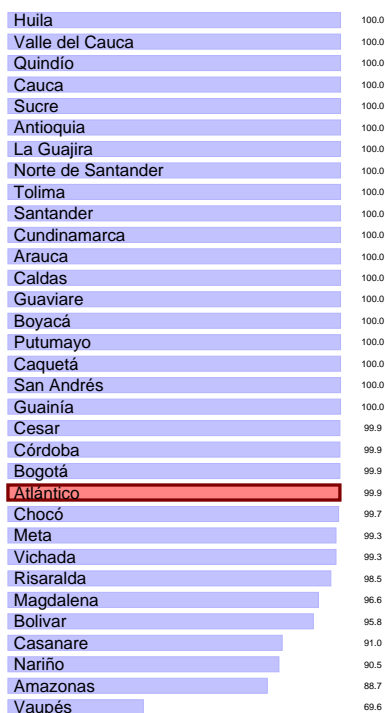 Huila 100.0
Valle del Cauca 100.0
Quindío 100.0
Cauca 100.0
Sucre 100.0
Antioquia 100.0
La Guajira 100.0
Norte de Santander 100.0
Tolima 100.0
Santander 100.0
Cundinamarca 100.0
Arauca 100.0
Caldas 100.0
Guaviare 100.0
Boyacá 100.0
Putumayo 100.0
Caquetá 100.0
San Andrés 100.0
Guainía 100.0
Cesar 99.9
Córdoba 99.9
Bogotá 99.9
Atlántico 99.9
Chocó 99.7
Meta 99.3
Vichada 99.3
Risaralda 98.5
Magdalena 96.6
Bolivar 95.8
Casanare 91.0
Nariño 90.5
Amazonas 88.7
Vaupés 69.6